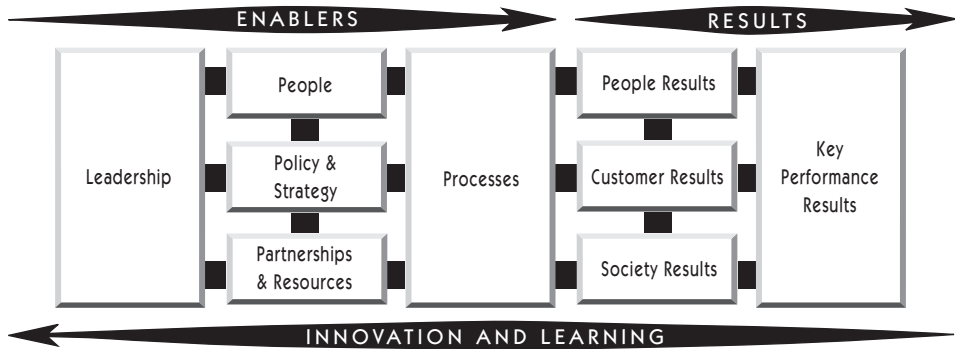 ENABLERS
RESULTS
Leadership
People
Policy &
Strategy
Partnerships
& Resources
Processes
People Results
Customer Results
Society Results
Key
Performance
Results
INNOVATION AND LEARNING